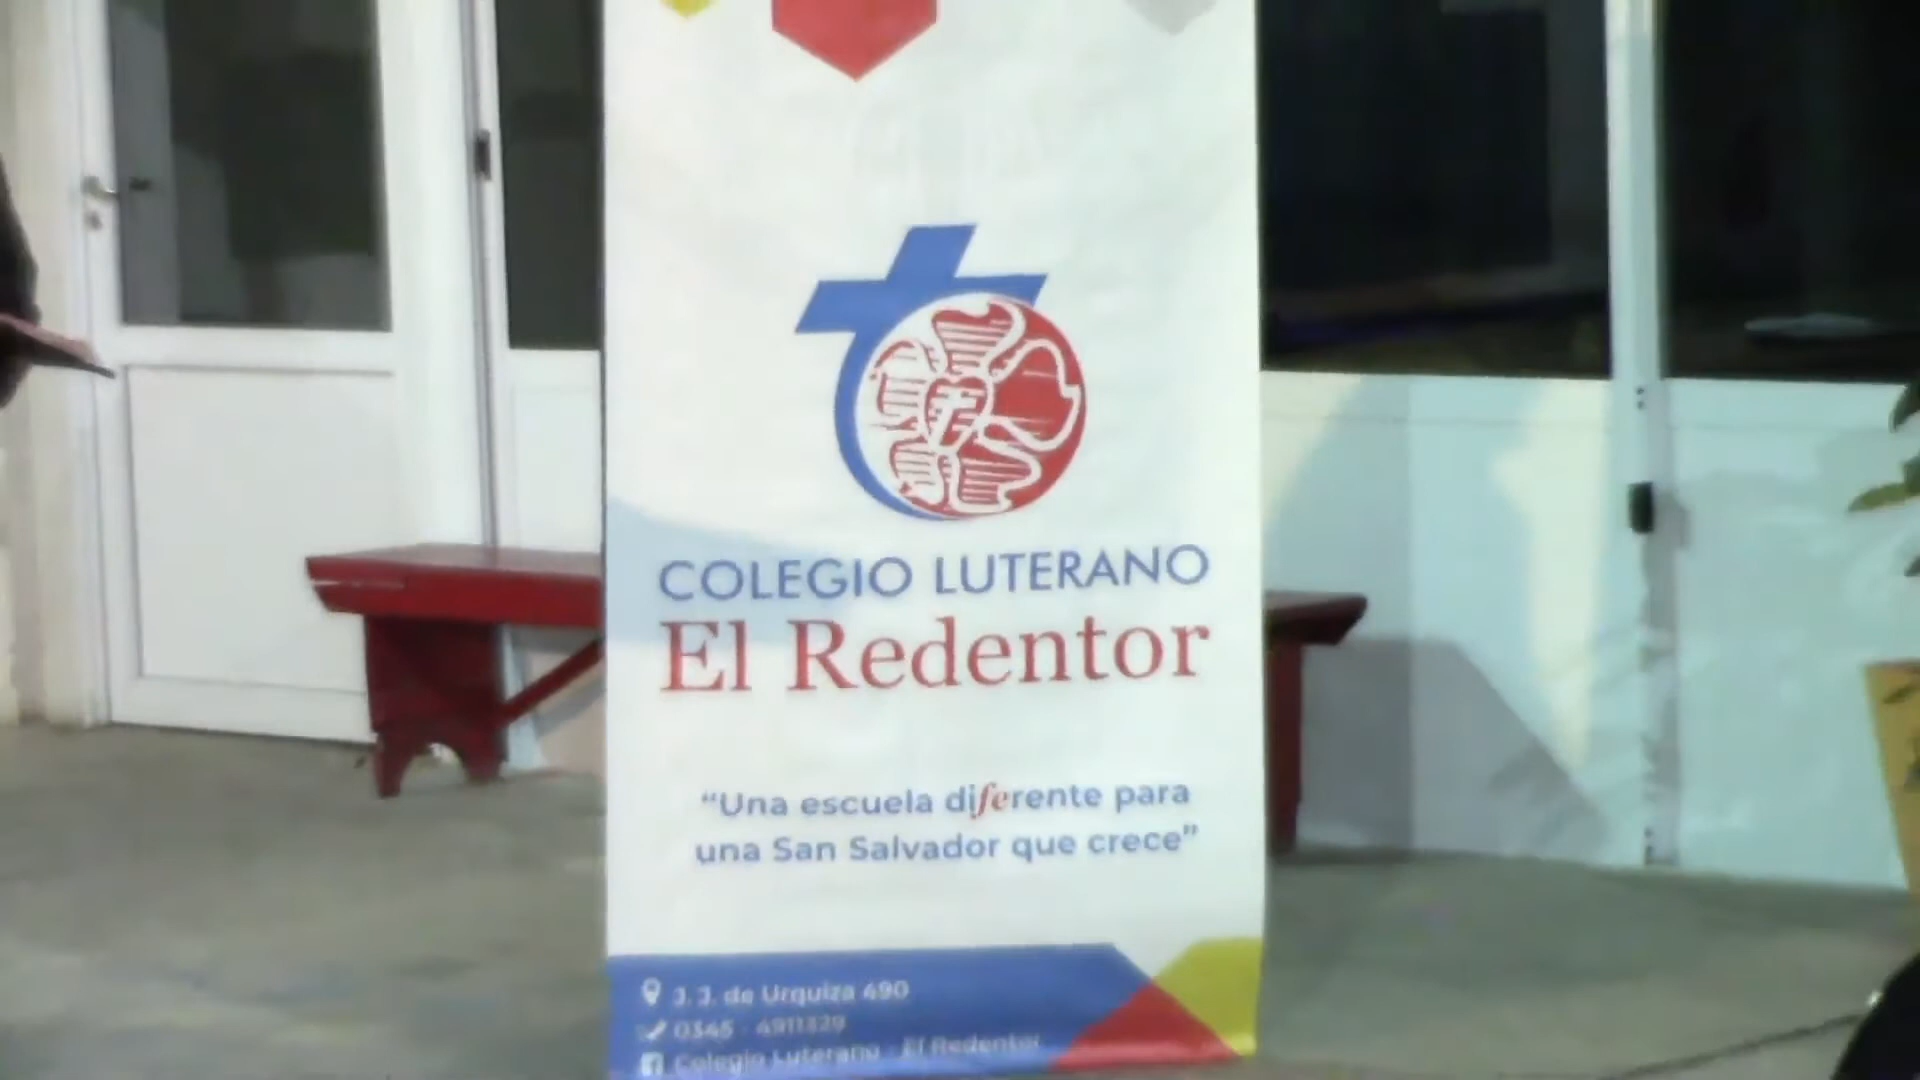 COLEGIO LUTERANO
El Redentor
“Una escuela diferente para
una San Salvador que crece”
J. J. de Urquiza 490
0345 - 4911329
Colegio Luterano - El Redentor